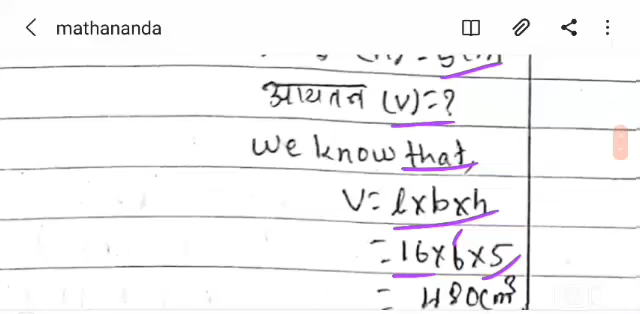 mathananda
आयतन (V)=?
We know that,
V= l×b×h
= 16×6×5
= 480cm³